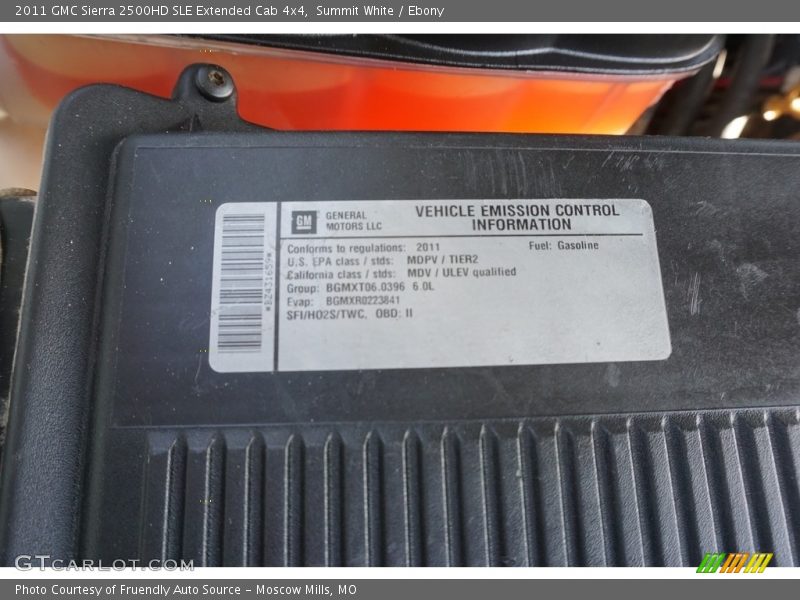 2011 GMC Sierra 2500HD SLE Extended Cab 4x4, Summit White / Ebony
GM GENERAL MOTORS LLC
VEHICLE EMISSION CONTROL
INFORMATION
Conforms to regulations: 2011 Fuel: Gasoline
U.S. EPA class / stds: MDPV / TIER2
California class / stds: MDV / ULEV qualified
Group: BGMXT06.0396 6.0L
Evap: BGMXR0223841
SFI/HO2S/TWC, OBD: II
*BZ431659*
GTCarLot.com
Photo Courtesy of Fruendly Auto Source - Moscow Mills, MO